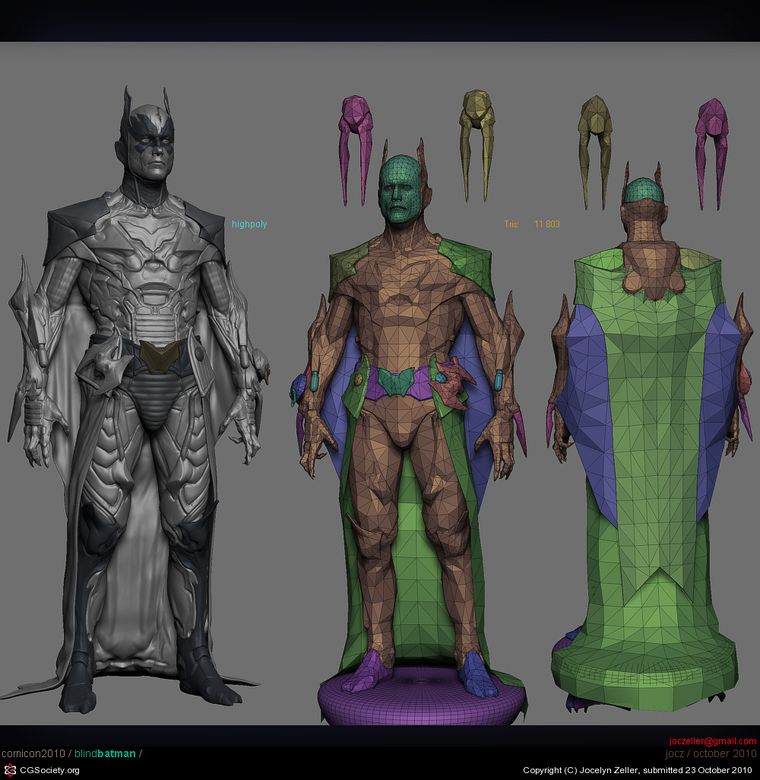 highpoly
Tris: 11 803
joczeller@gmail.com
comicon2010 / blindbatman /
jocz / october 2010
CGSociety.org
Copyright (C) Jocelyn Zeller, submitted 23 October 2010